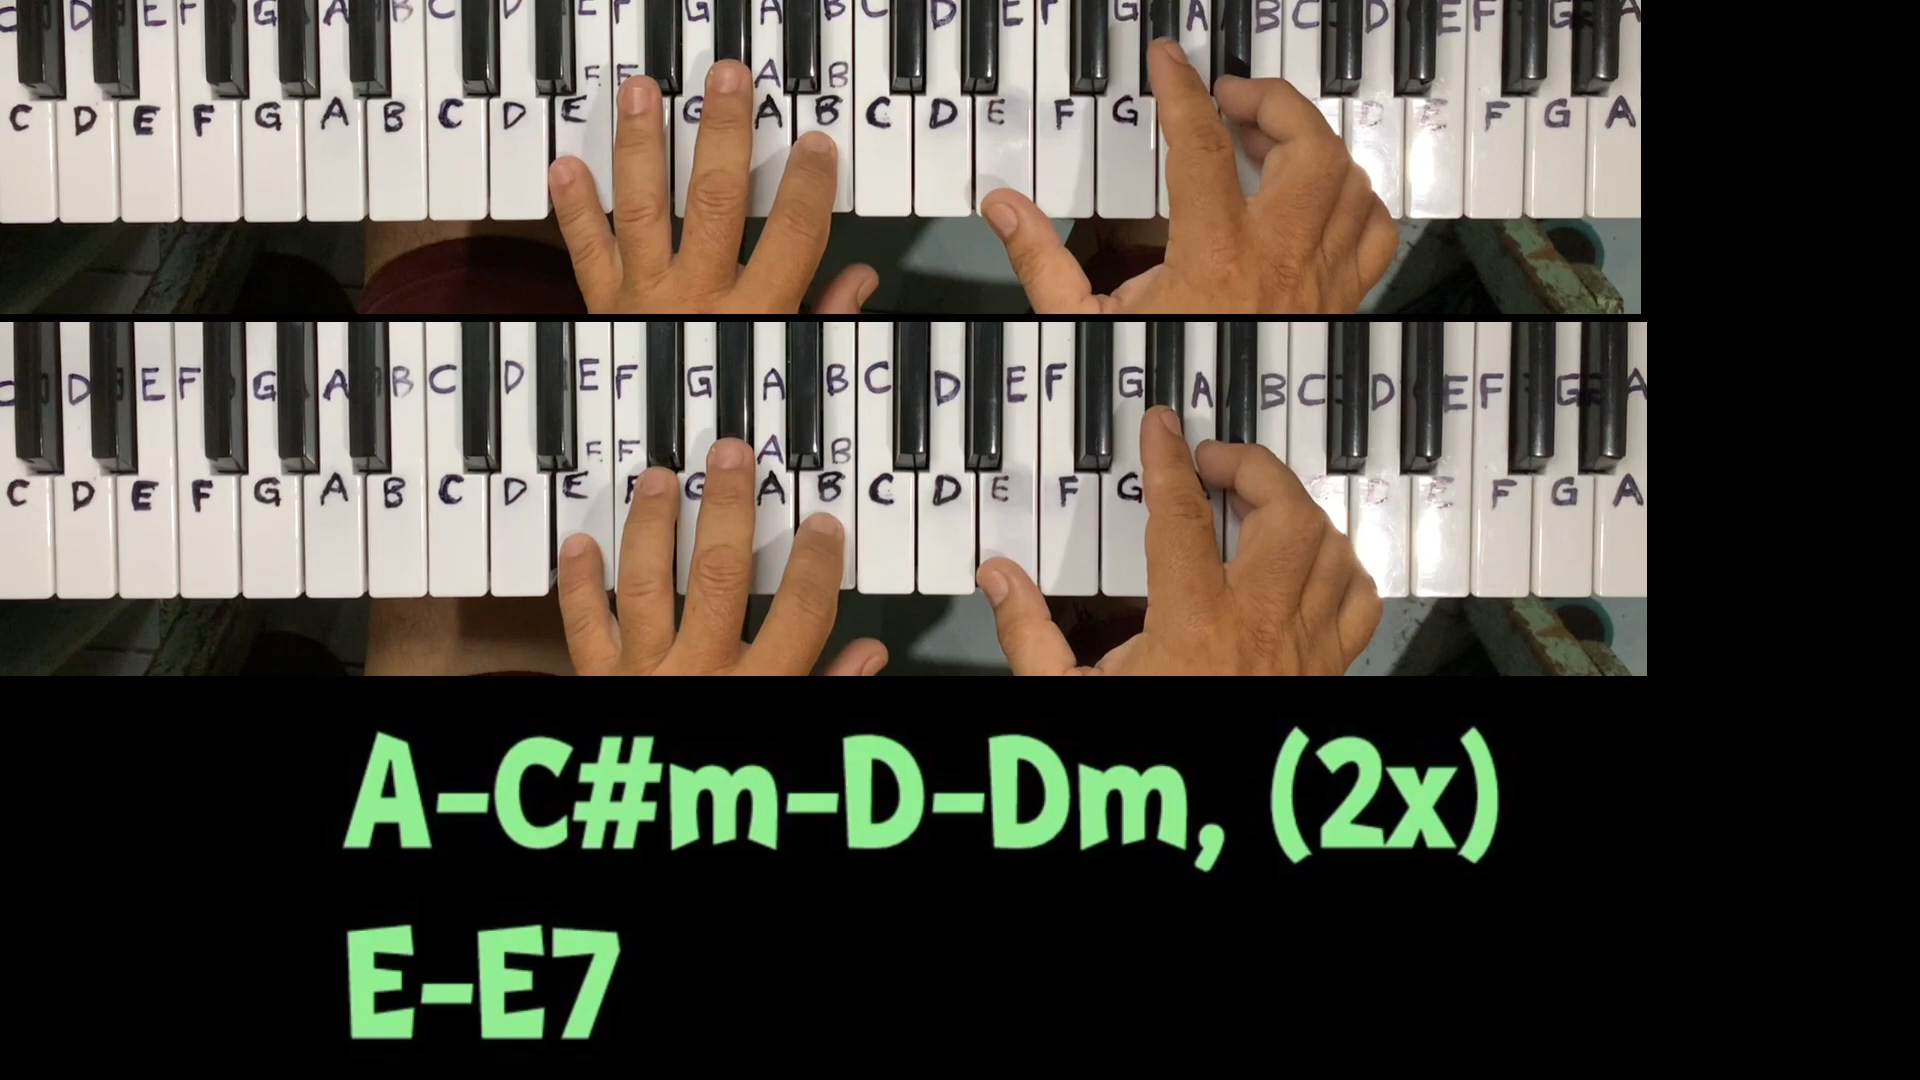 C D E F G A B C D E F G A B C D E F G A B C D E F G A
E F A B
C D E F G A B C D E G A B C D E F G D E F G A
C D E F G A B C D E F G A B C D E F G A B C D E F G A
E F A B
C D E F G A B C D E F G A B C D E F G D E F G A
A-C#m-D-Dm, (2x)
E-E7